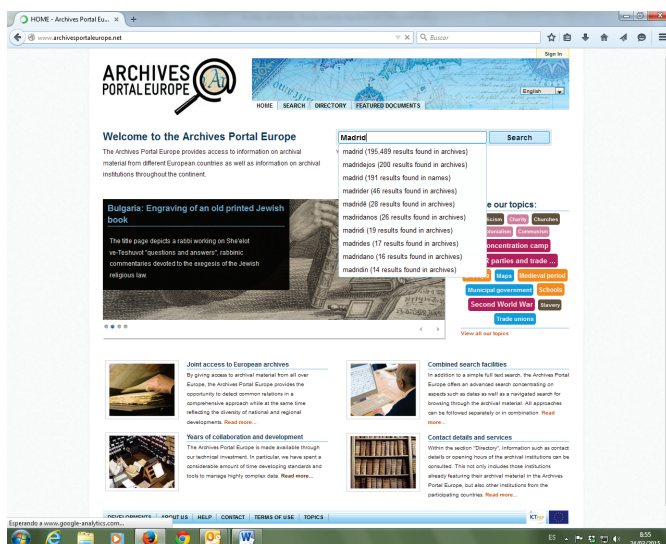 HOME - Archives Portal Eu...
www.archivesportaleurope.net
Buscar
Sign in
ARCHIVES
PORTAL EUROPE
English
HOME | SEARCH | DIRECTORY | FEATURED DOCUMENTS
Welcome to the Archives Portal Europe
The Archives Portal Europe provides access to information on archival
material from different European countries as well as information on archival
institutions throughout the continent.
Madrid
Search
madrid (195,489 results found in archives)
madridejos (200 results found in archives)
madrid (191 results found in names)
madrider (46 results found in archives)
madridě (28 results found in archives)
madridanos (26 results found in archives)
madridi (19 results found in archives)
madrides (17 results found in archives)
madridano (16 results found in archives)
madridin (14 results found in archives)
Bulgaria: Engraving of an old printed Jewish
book
The title page depicts a rabbi working on She'elot
ve-Teshuvot "questions and answers", rabbinic
commentaries devoted to the exegesis of the Jewish
religious law.
e our topics:
Charity Churches
Communism
oncentration camp
parties and trade ...
Maps Medieval period
Municipal government Schools
Second World War Slavery
Trade unions
View all our topics
Joint access to European archives
By giving access to archival material from all over
Europe, the Archives Portal Europe provides the
opportunity to detect common relations in a
comprehensive approach while at the same time
reflecting the diversity of national and regional
developments. Read more...
Combined search facilities
In addition to a simple full text search, the Archives Portal
Europe offers an advanced search concentrating on
aspects such as dates as well as a navigated search for
browsing through the archival material. All approaches
can be followed separately or in combination. Read
more...
Years of collaboration and development
The Archives Portal Europe is made available through
our technical investment. In particular, we have spent a
considerable amount of time developing standards and
tools to manage highly complex data. Read more...
Contact details and services
Within the section "Directory", information such as contact
details or opening hours of the archival institutions can be
consulted. This not only includes those institutions
already featuring their archival material in the Archives
Portal Europe, but also other institutions from the
participating countries. Read more...
DEVELOPMENTS | ABOUT US | HELP | CONTACT | TERMS OF USE | TOPICS
Esperando a www.google-analytics.com...
ES
8:55
24/02/2015